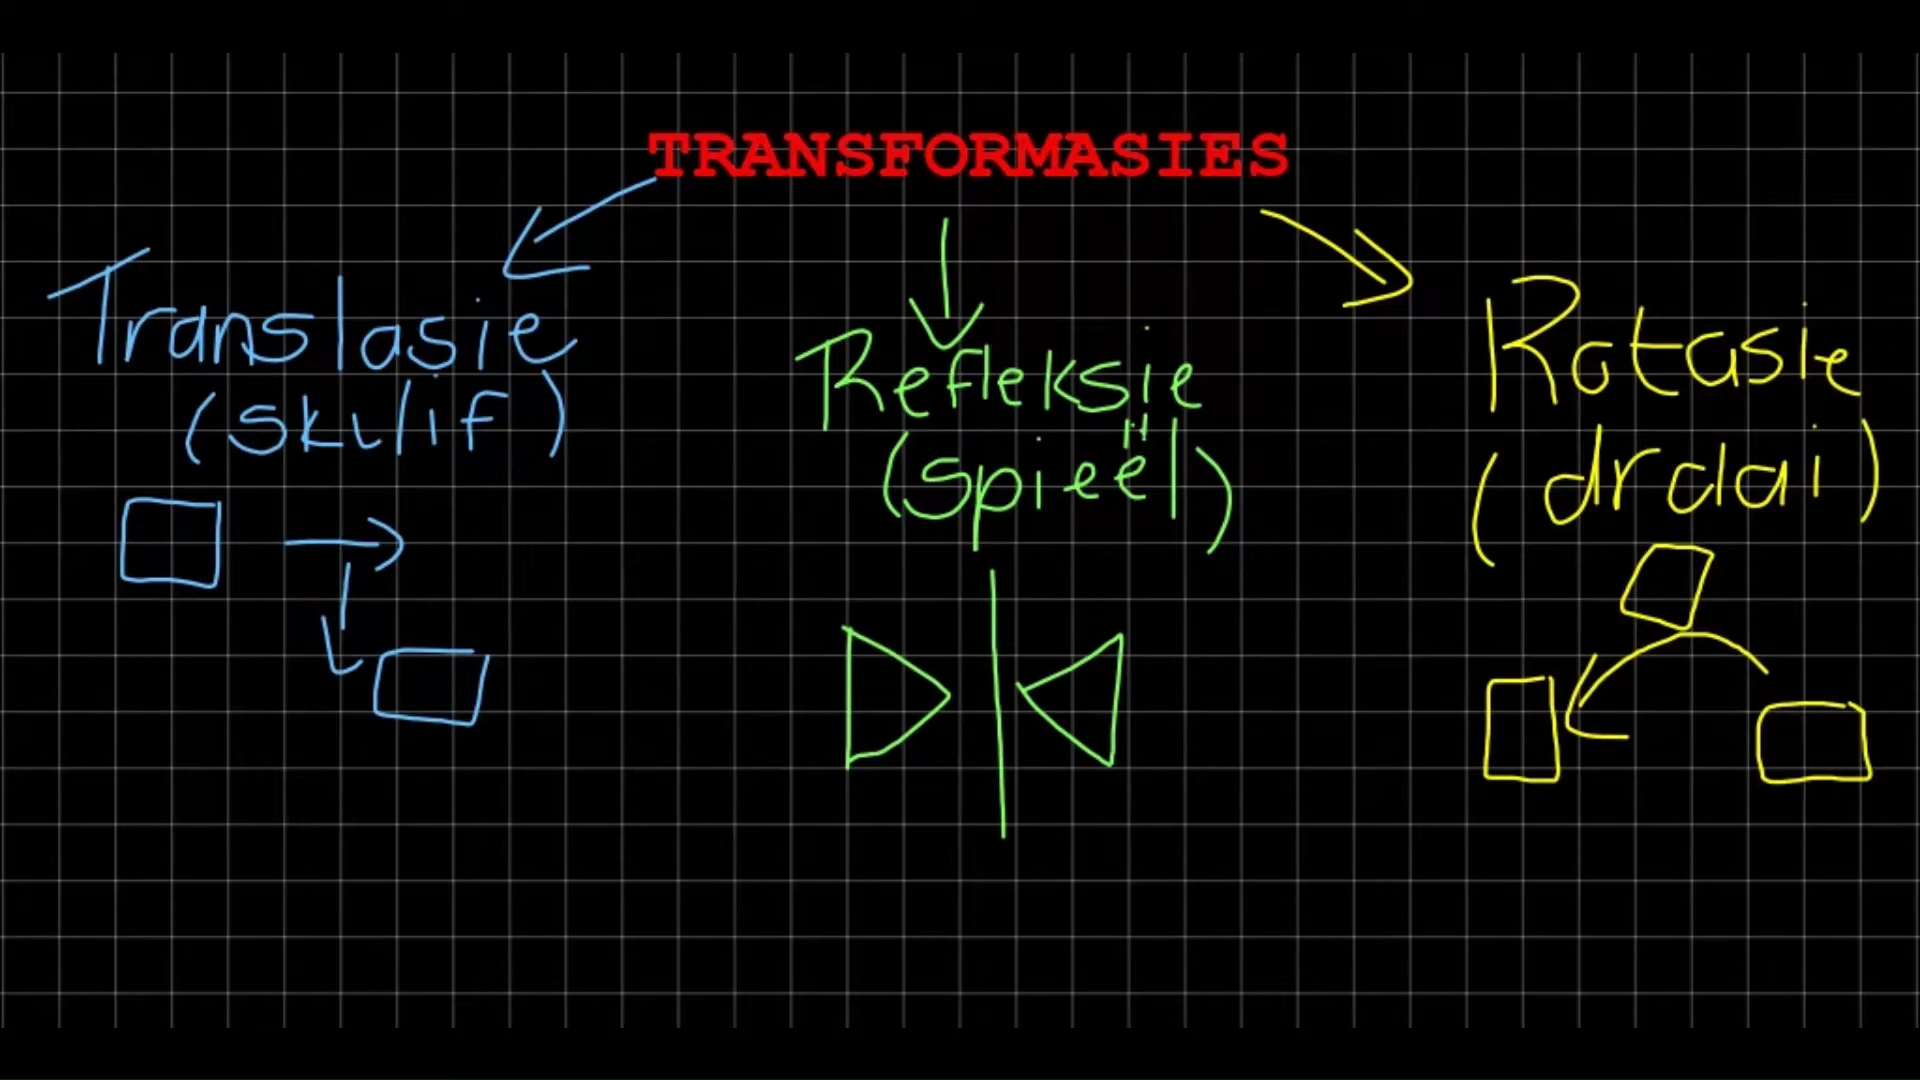 TRANSFORMASIES
Translasie
(skuif)
Refleksie
(spieël)
Rotasie
(draai)